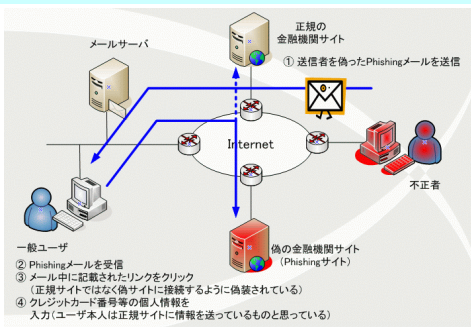 正規の
金融機関サイト
メールサーバ
① 送信者を偽ったPhishingメールを送信
Internet
不正者
一般ユーザ
偽の金融機関サイト
(Phishingサイト)
② Phishingメールを受信
③ メール中に記載されたリンクをクリック
(正規サイトではなく偽サイトに接続するように偽装されている)
④ クレジットカード番号等の個人情報を
入力(ユーザ本人は正規サイトに情報を送っているものと思っている)